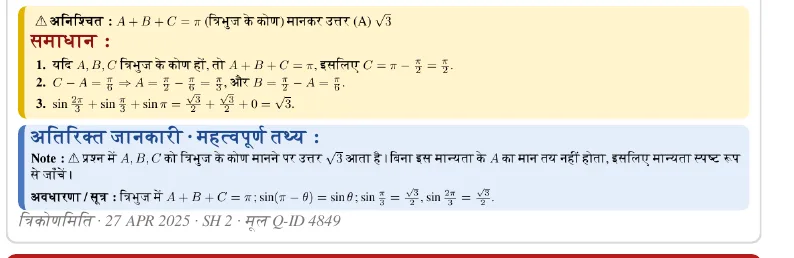 ⚠ अनिश्चित : A + B + C = π (त्रिभुज के कोण) मानकर उत्तर (A) √3
समाधान :
1. यदि A, B, C त्रिभुज के कोण हों, तो A + B + C = π, इसलिए C = π − π/2 = π/2.
2. C − A = π/6 ⇒ A = π/2 − π/6 = π/3, और B = π/2 − A = π/6.
3. sin 2π/3 + sin π/3 + sin π = √3/2 + √3/2 + 0 = √3.
अतिरिक्त जानकारी · महत्वपूर्ण तथ्य :
Note : ⚠ प्रश्न में A, B, C को त्रिभुज के कोण मानने पर उत्तर √3 आता है। बिना इस मान्यता के A का मान तय नहीं होता, इसलिए मान्यता स्पष्ट रूप
से जाँचें।
अवधारणा / सूत्र : त्रिभुज में A + B + C = π; sin(π − θ) = sin θ; sin π/3 = √3/2, sin 2π/3 = √3/2.
त्रिकोणमिति · 27 APR 2025 · SH 2 · मूल Q-ID 4849